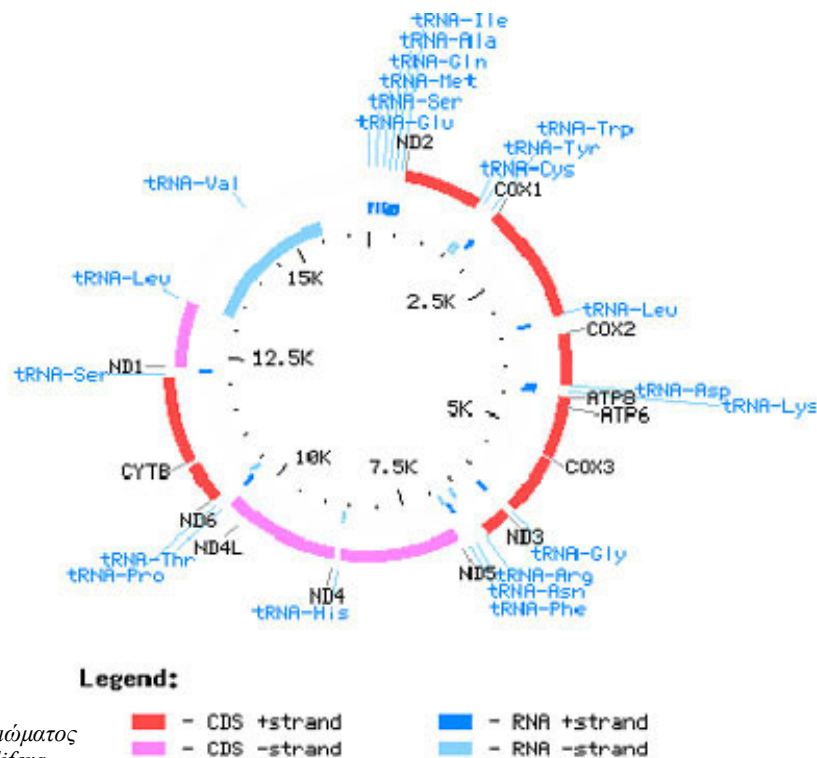 tRNA-Ile
tRNA-Ala
tRNA-Gln
tRNA-Met
tRNA-Ser
tRNA-Glu
ND2
tRNA-Trp
tRNA-Tyr
tRNA-Cys
COX1
tRNA-Val
15K
2.5K
tRNA-Leu
tRNA-Leu
COX2
ND1
12.5K
tRNA-Ser
tRNA-Asp
ATP8
tRNA-Lys
5K
ATP6
10K
7.5K
CYTB
COX3
ND6
ND3
ND4L
tRNA-Thr
tRNA-Gly
tRNA-Pro
ND5
tRNA-Arg
tRNA-Asn
ND4
tRNA-His
tRNA-Phe
Legend:
- CDS +strand
- RNA +strand
- CDS -strand
- RNA -strand